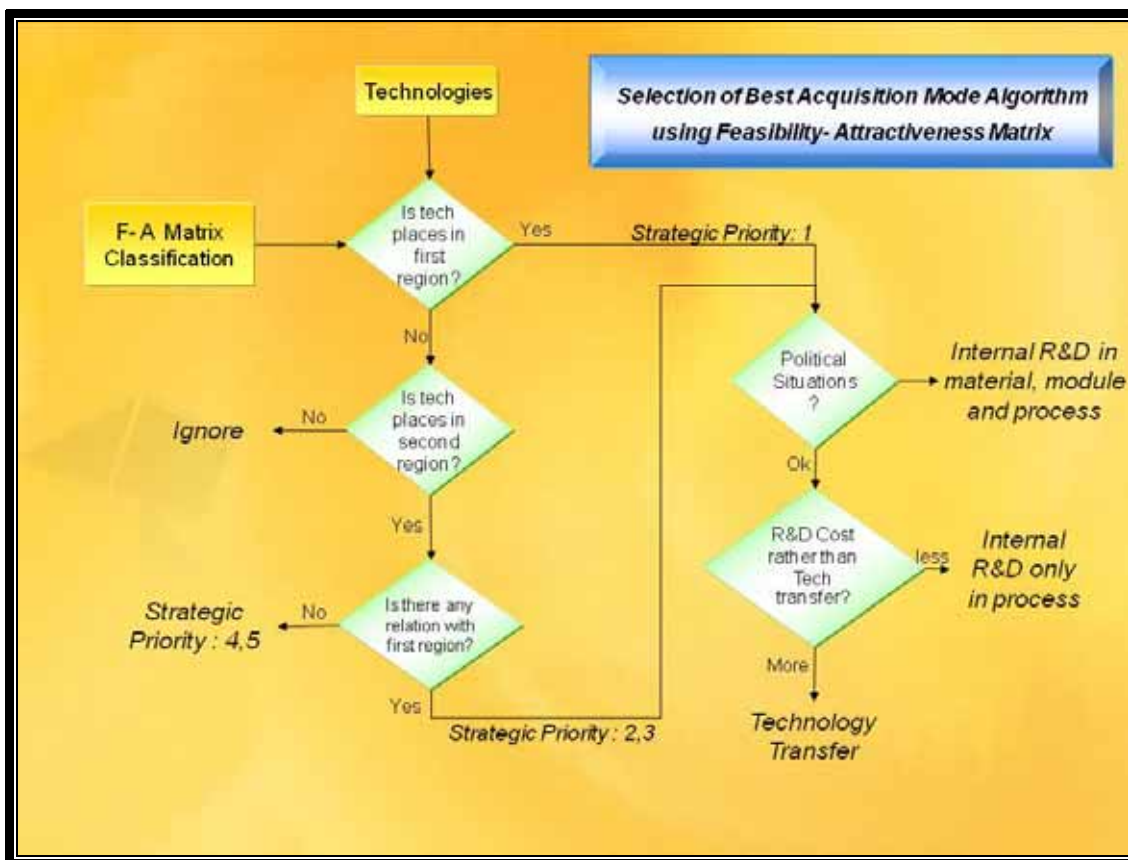 Technologies
Selection of Best Acquisition Mode Algorithm
using Feasibility- Attractiveness Matrix
F- A Matrix
Classification
Is tech
places in
first
region?
Yes
Strategic Priority: 1
No
Political
Situations
?
Internal R&D in
material, module
and process
Is tech
places in
second
region?
No
Ignore
Ok
Yes
R&D Cost
rather than
Tech
transfer?
less
Internal
R&D only
in process
Is there any
relation with
first region?
No
Strategic
Priority : 4,5
More
Yes
Strategic Priority : 2,3
Technology
Transfer